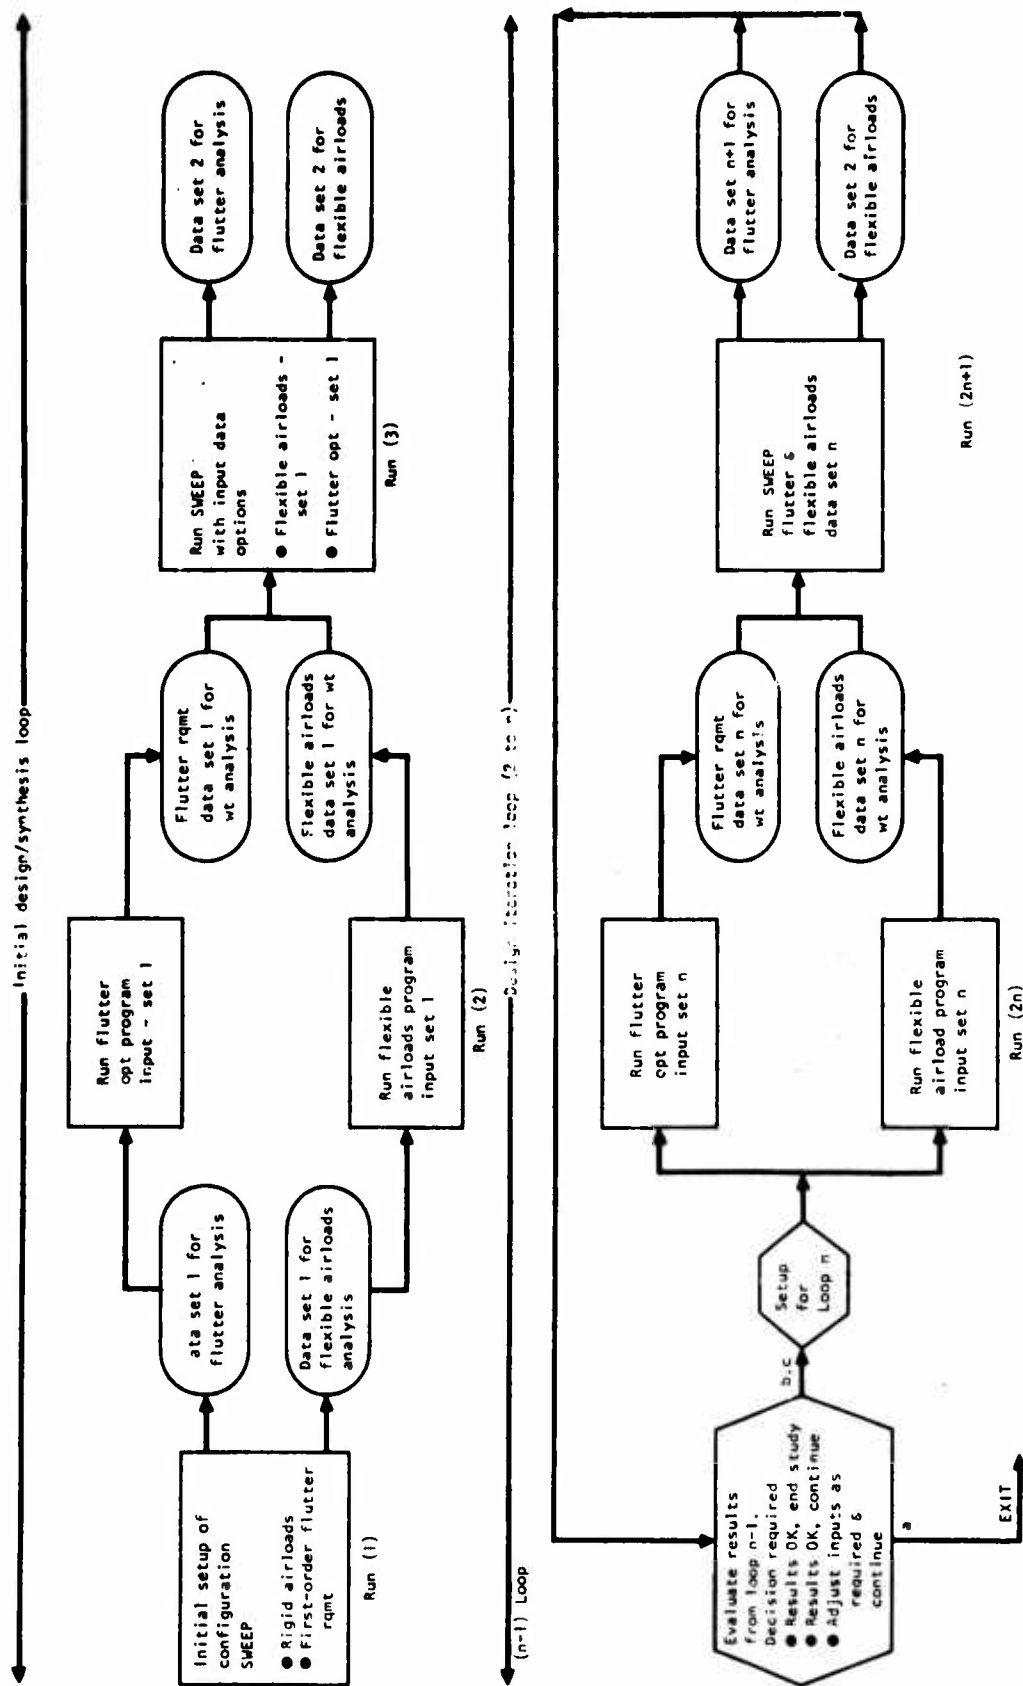 Initial design/synthesis loop
Initial setup of
configuration
SWEEP
● Rigid airloads
● First-order flutter
rqmt
Run (1)
ata set 1 for
flutter analysis
Data set 1 for
flexible airloads
analysis
Run flutter
opt program
input - set 1
Run flexible
airloads program
input set 1
Run (2)
Flutter rqmt
data set 1 for
wt analysis
Flexible airloads
data set 1 for wt
analysis
Run SWEEP
with input data
options
● Flexible airloads -
set 1
● Flutter opt - set 1
Run (3)
Data set 2 for
flutter analysis
Data set 2 for
flexible airloads
Design iteration loop (2 to n)
(n-1) Loop
Evaluate results
from loop n-1.
Decision required
● Results OK, end study
● Results OK, continue
● Adjust inputs as
required &
continue
a
EXIT
b,c
Setup
for
Loop n
Run flutter
opt program
input set n
Run flexible
airload program
input set n
Run (2n)
Flutter rqmt
data set n for
wt analysis
Flexible airloads
data set n for
wt analysis
Run SWEEP
flutter &
flexible airloads
data set n
Run (2n+1)
Data set n+1 for
flutter analysis
Data set 2 for
flexible airloads